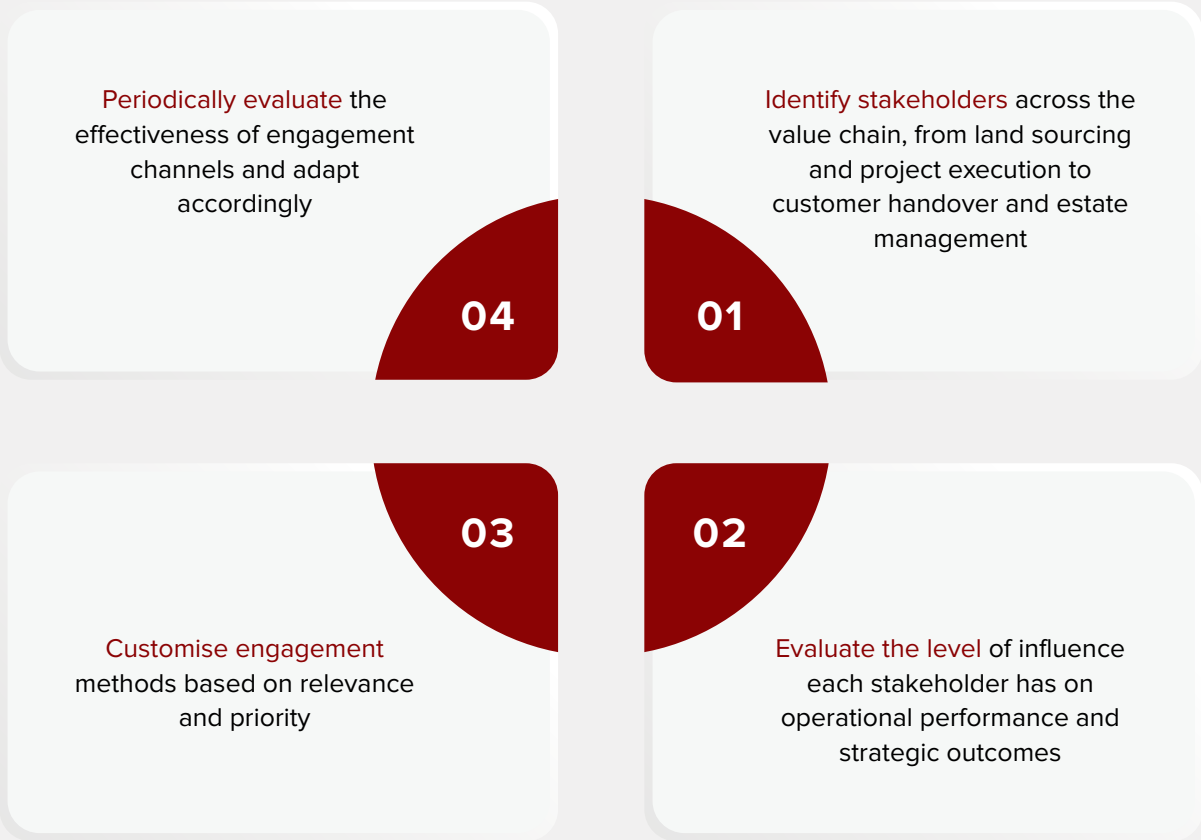 01
Identify stakeholders across the
value chain, from land sourcing
and project execution to
customer handover and estate
management
02
Evaluate the level of influence
each stakeholder has on
operational performance and
strategic outcomes
03
Customise engagement
methods based on relevance
and priority
04
Periodically evaluate the
effectiveness of engagement
channels and adapt
accordingly